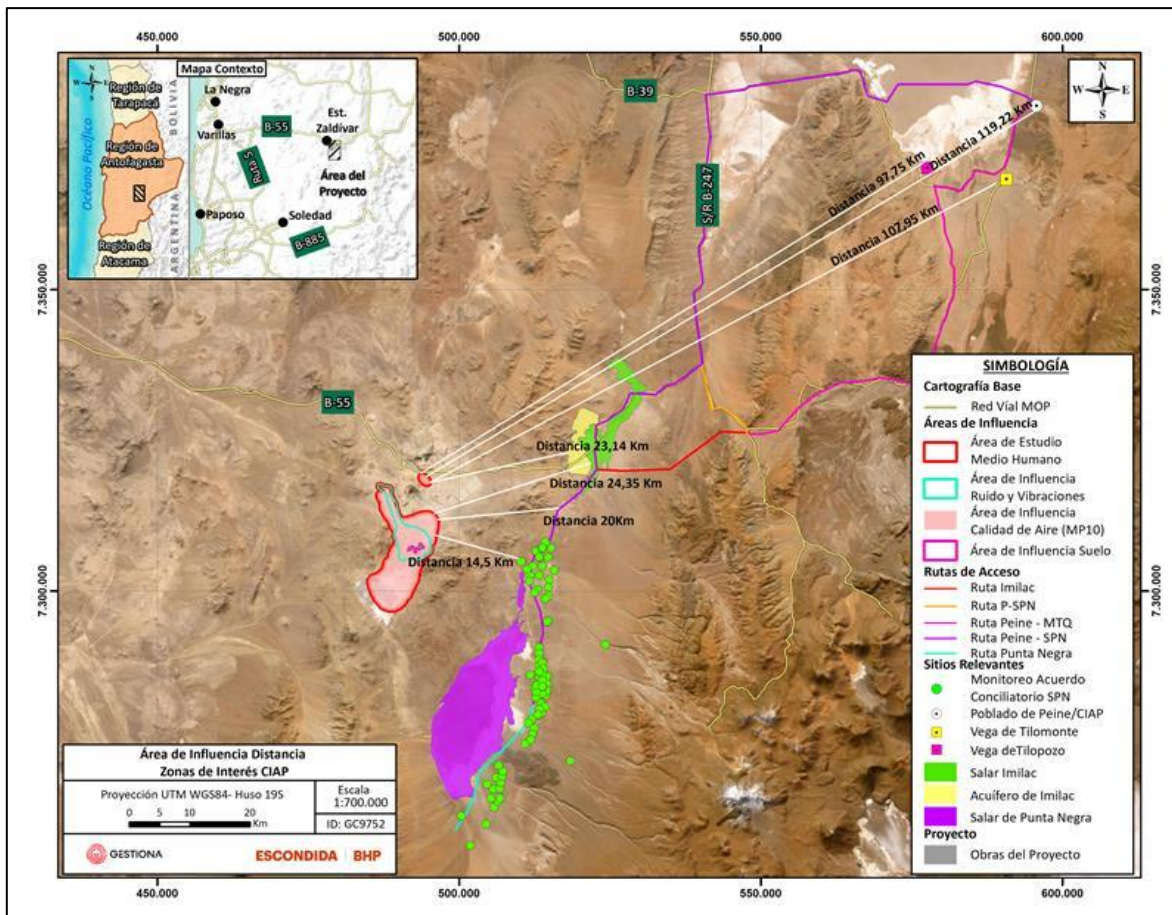 450.000
500.000
550.000
600.000
7.350.000
7.300.000
7.350.000
7.300.000
450.000
500.000
550.000
600.000
Mapa Contexto
N
W
E
S
Región de
Tarapacá
BOLIVIA
Océano Pacífico
Región de
Antofagasta
ARGENTINA
Región de
Atacama
La Negra
Varillas
B-55
Est.
Zaldívar
Ruta-5
Área del
Proyecto
Paposo
Soledad
B-885
N
W
E
S
B-39
S/R B-247
B-55
Distancia 119,22 Km
Distancia 97,75 Km
Distancia 107,95 Km
Distancia 23,14 Km
Distancia 24,35 Km
Distancia 20Km
Distancia 14,5 Km
SIMBOLOGÍA
Cartografía Base
Red Víal MOP
Áreas de Influencia
Área de Estudio
Medio Humano
Área de Influencia
Ruido y Vibraciones
Área de Influencia
Calidad de Aire (MP10)
Área de Influencia Suelo
Rutas de Acceso
Ruta Imilac
Ruta P-SPN
Ruta Peine - MTQ
Ruta Peine - SPN
Ruta Punta Negra
Sitios Relevantes
Monitoreo Acuerdo
Conciliatorio SPN
Poblado de Peine/CIAP
Vega de Tilomonte
Vega deTilopozo
Salar Imilac
Acuífero de Imilac
Salar de Punta Negra
Proyecto
Obras del Proyecto
Área de Influencia Distancia
Zonas de Interés CIAP
Proyección UTM WGS84- Huso 19S
0 5 10 20
Km
Escala
1:700.000
ID: GC9752
GESTIONA
ESCONDIDA | BHP